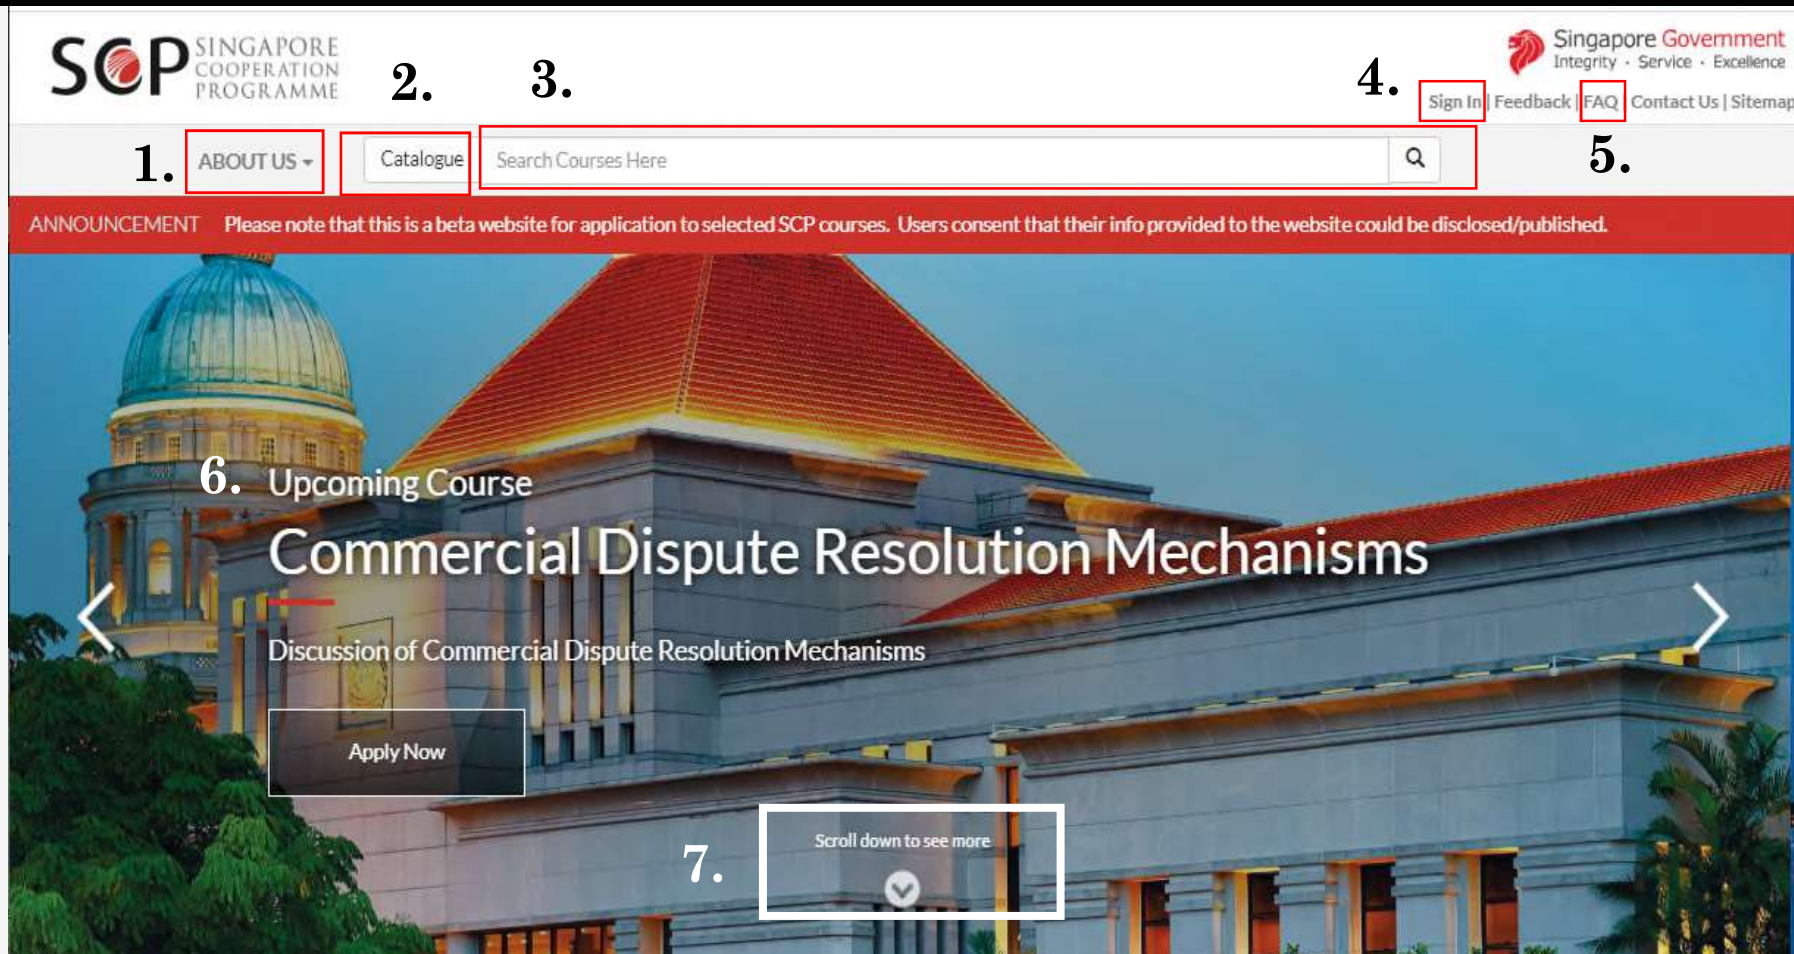 SCP SINGAPORE
COOPERATION
PROGRAMME
Singapore Government
Integrity · Service · Excellence
2.
3.
4.
Sign In | Feedback | FAQ Contact Us | Sitemap
1.
ABOUT US
Catalogue
Search Courses Here
5.
ANNOUNCEMENT Please note that this is a beta website for application to selected SCP courses. Users consent that their info provided to the website could be disclosed/published.
6.
Upcoming Course
Commercial Dispute Resolution Mechanisms
Discussion of Commercial Dispute Resolution Mechanisms
Apply Now
7.
Scroll down to see more